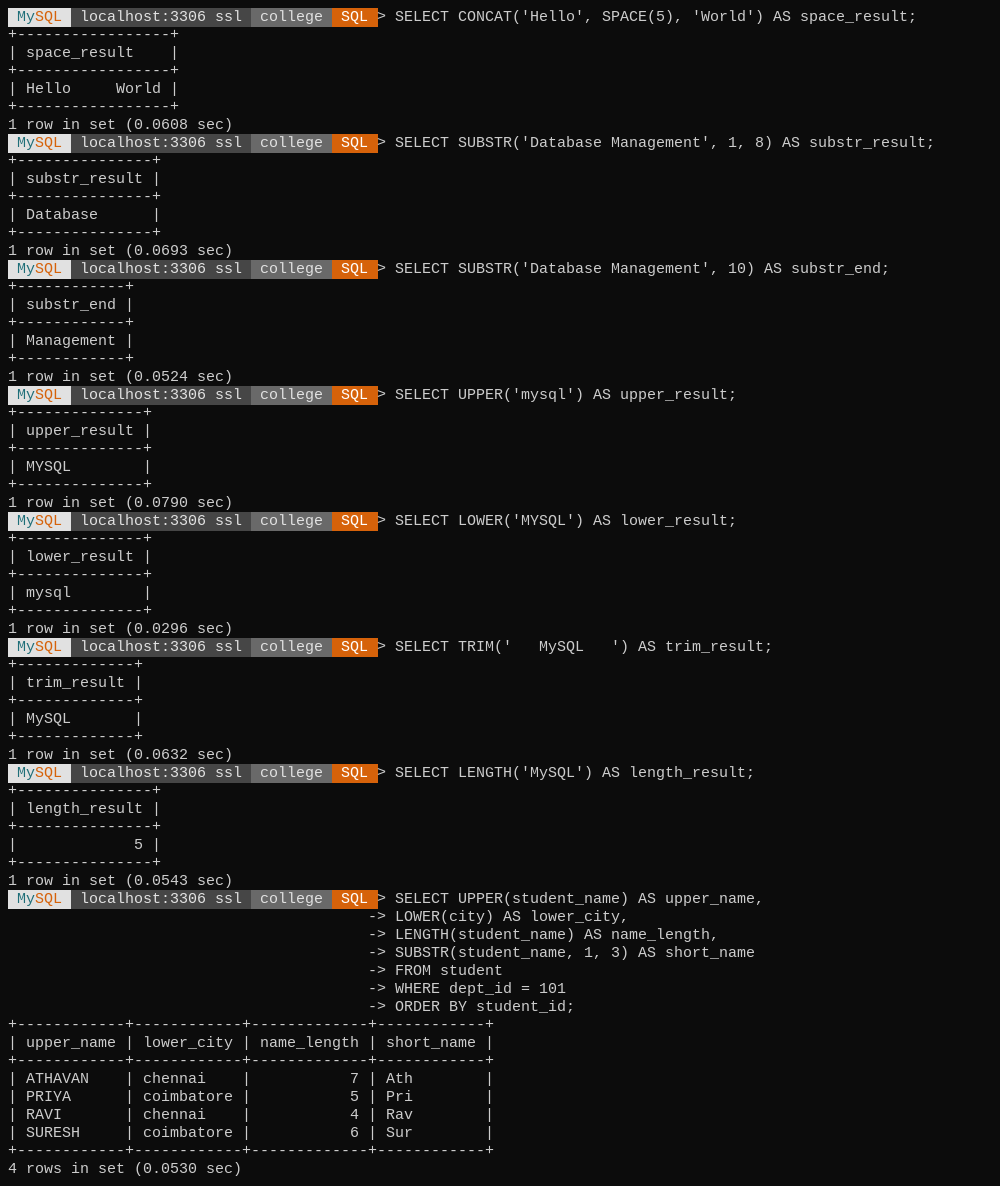 MySQL localhost:3306 ssl college SQL > SELECT CONCAT('Hello', SPACE(5), 'World') AS space_result;
+-----------------+
| space_result    |
+-----------------+
| Hello     World |
+-----------------+
1 row in set (0.0608 sec)
MySQL localhost:3306 ssl college SQL > SELECT SUBSTR('Database Management', 1, 8) AS substr_result;
+---------------+
| substr_result |
+---------------+
| Database      |
+---------------+
1 row in set (0.0693 sec)
MySQL localhost:3306 ssl college SQL > SELECT SUBSTR('Database Management', 10) AS substr_end;
+------------+
| substr_end |
+------------+
| Management |
+------------+
1 row in set (0.0524 sec)
MySQL localhost:3306 ssl college SQL > SELECT UPPER('mysql') AS upper_result;
+--------------+
| upper_result |
+--------------+
| MYSQL        |
+--------------+
1 row in set (0.0790 sec)
MySQL localhost:3306 ssl college SQL > SELECT LOWER('MYSQL') AS lower_result;
+--------------+
| lower_result |
+--------------+
| mysql        |
+--------------+
1 row in set (0.0296 sec)
MySQL localhost:3306 ssl college SQL > SELECT TRIM('   MySQL   ') AS trim_result;
+-------------+
| trim_result |
+-------------+
| MySQL       |
+-------------+
1 row in set (0.0632 sec)
MySQL localhost:3306 ssl college SQL > SELECT LENGTH('MySQL') AS length_result;
+---------------+
| length_result |
+---------------+
|             5 |
+---------------+
1 row in set (0.0543 sec)
MySQL localhost:3306 ssl college SQL > SELECT UPPER(student_name) AS upper_name,
-> LOWER(city) AS lower_city,
-> LENGTH(student_name) AS name_length,
-> SUBSTR(student_name, 1, 3) AS short_name
-> FROM student
-> WHERE dept_id = 101
-> ORDER BY student_id;
+------------+------------+-------------+------------+
| upper_name | lower_city | name_length | short_name |
+------------+------------+-------------+------------+
| ATHAVAN    | chennai    |           7 | Ath        |
| PRIYA      | coimbatore |           5 | Pri        |
| RAVI       | chennai    |           4 | Rav        |
| SURESH     | coimbatore |           6 | Sur        |
+------------+------------+-------------+------------+
4 rows in set (0.0530 sec)